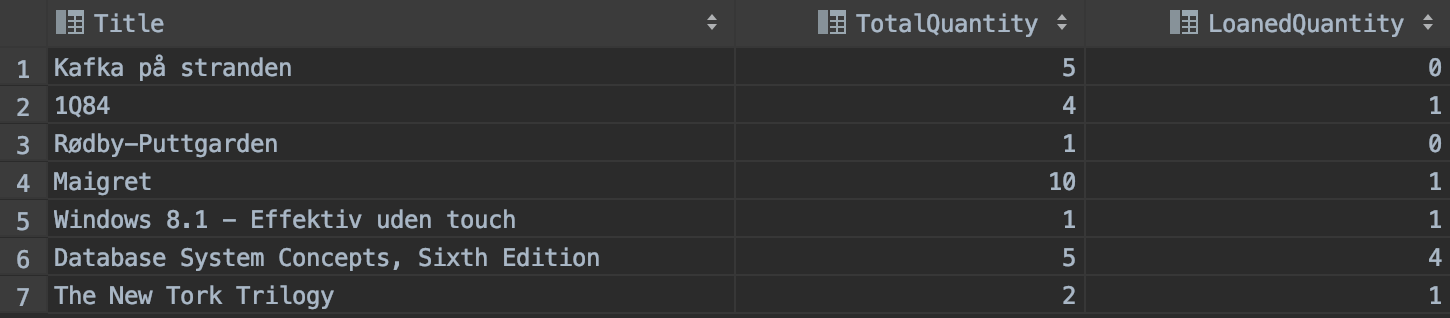 Title TotalQuantity LoanedQuantity
1 Kafka på stranden 5 0
2 1Q84 4 1
3 Rødby-Puttgarden 1 0
4 Maigret 10 1
5 Windows 8.1 - Effektiv uden touch 1 1
6 Database System Concepts, Sixth Edition 5 4
7 The New Tork Trilogy 2 1